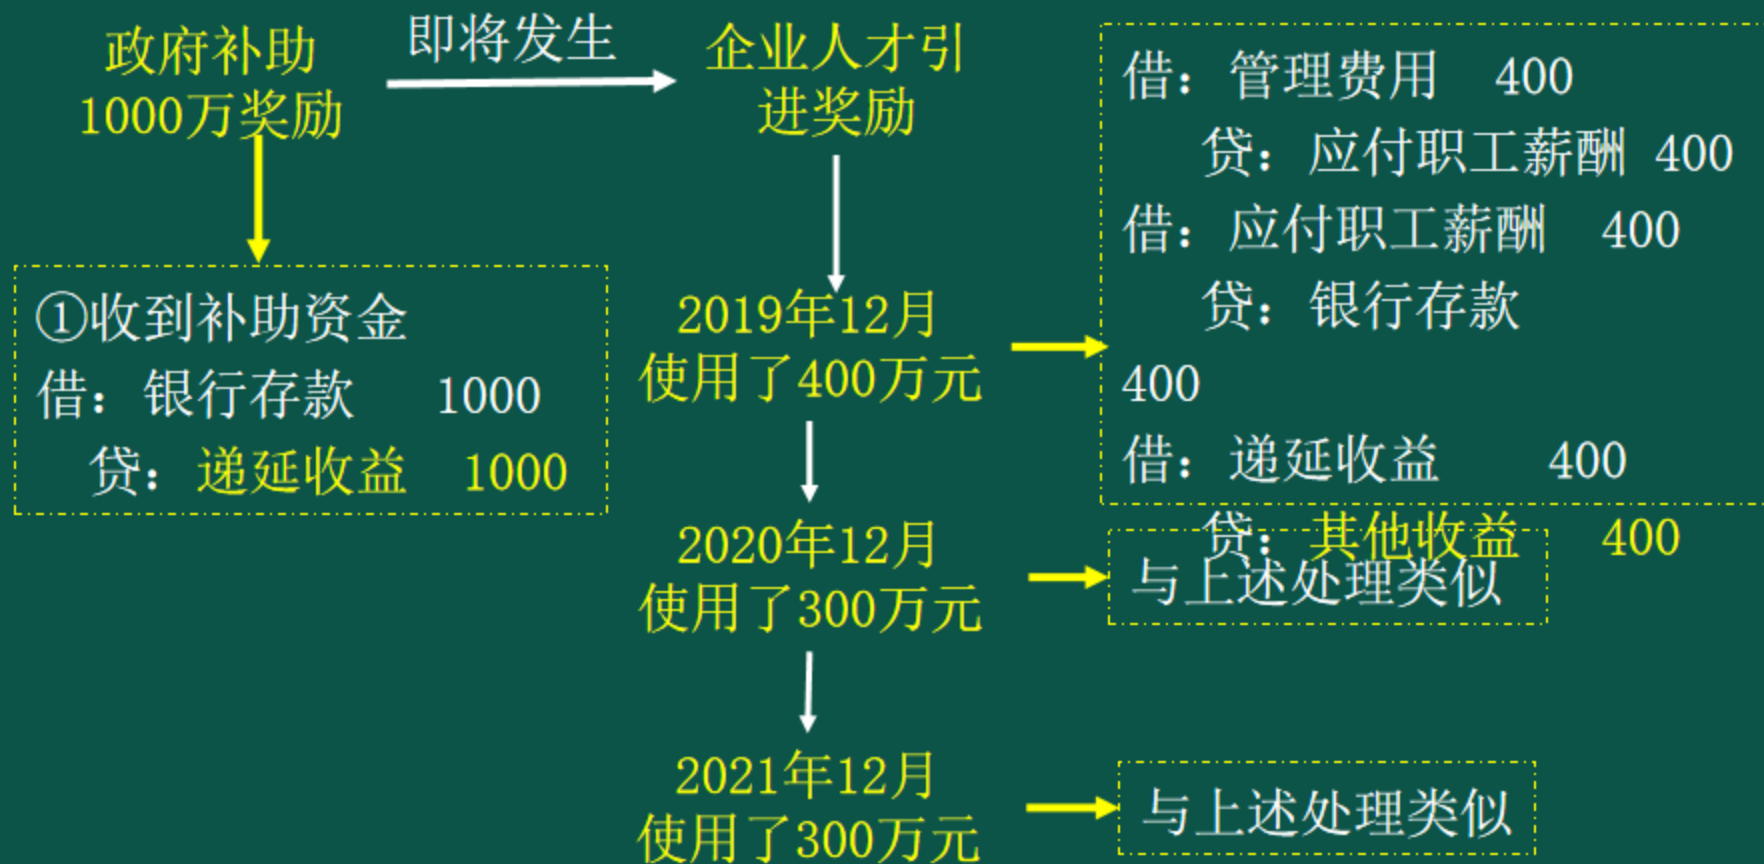 政府补助
1000万奖励
即将发生
企业人才引
进奖励
①收到补助资金
借：银行存款 1000
贷：递延收益 1000
2019年12月
使用了400万元
借：管理费用 400
贷：应付职工薪酬 400
借：应付职工薪酬 400
贷：银行存款
400
借：递延收益 400
贷：其他收益 400
2020年12月
使用了300万元
与上述处理类似
2021年12月
使用了300万元
与上述处理类似